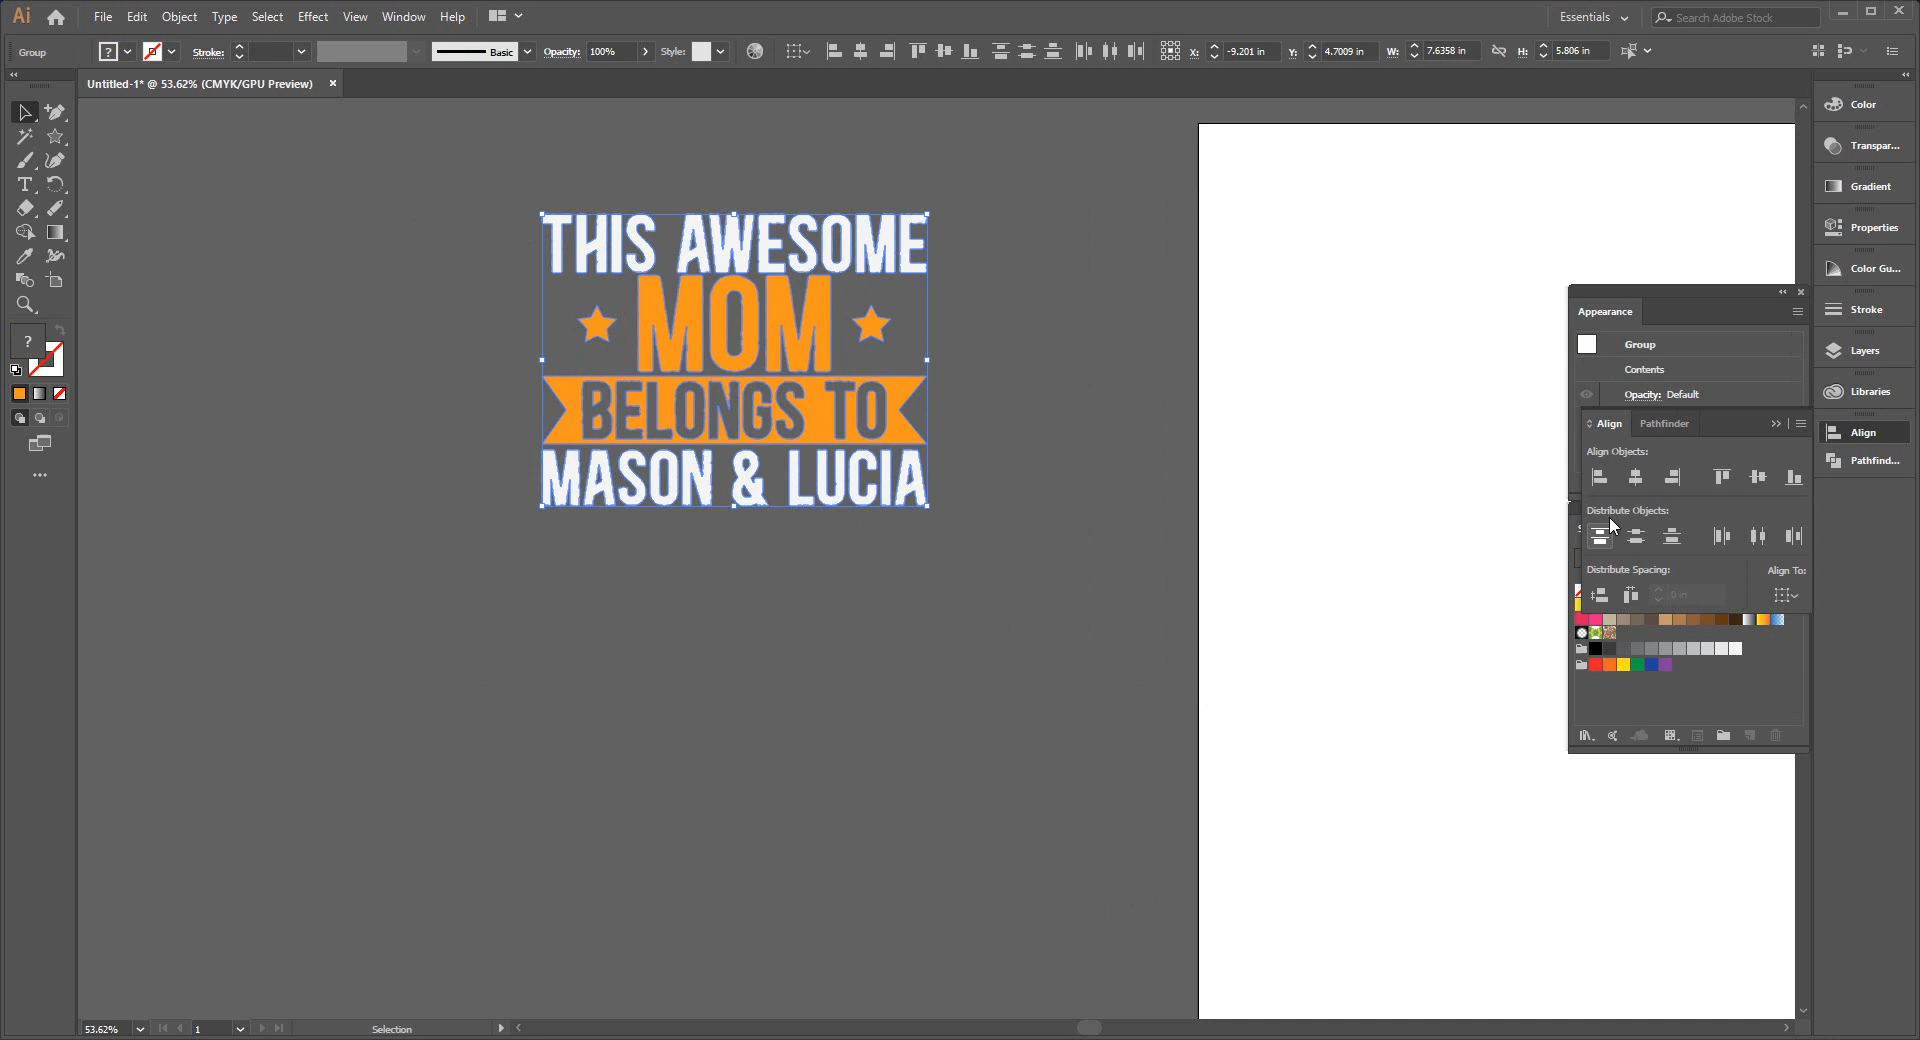 Ai File Edit Object Type Select Effect View Window Help Essentials Search Adobe Stock
Group ? Stroke: Basic Opacity: 100% Style: X: -9.201 in Y: 4.7009 in W: 7.6358 in H: 5.806 in
Untitled-1* @ 53.62% (CMYK/GPU Preview) ×
THIS AWESOME
MOM
BELONGS TO
MASON & LUCIA
?
Color
Transpar...
Gradient
Properties
Color Gu...
Stroke
Layers
Libraries
Align
Pathfind...
Appearance
Group
Contents
Opacity: Default
Align Pathfinder
Align Objects:
Distribute Objects:
Distribute Spacing: Align To:
0 in
53.62% 1 Selection